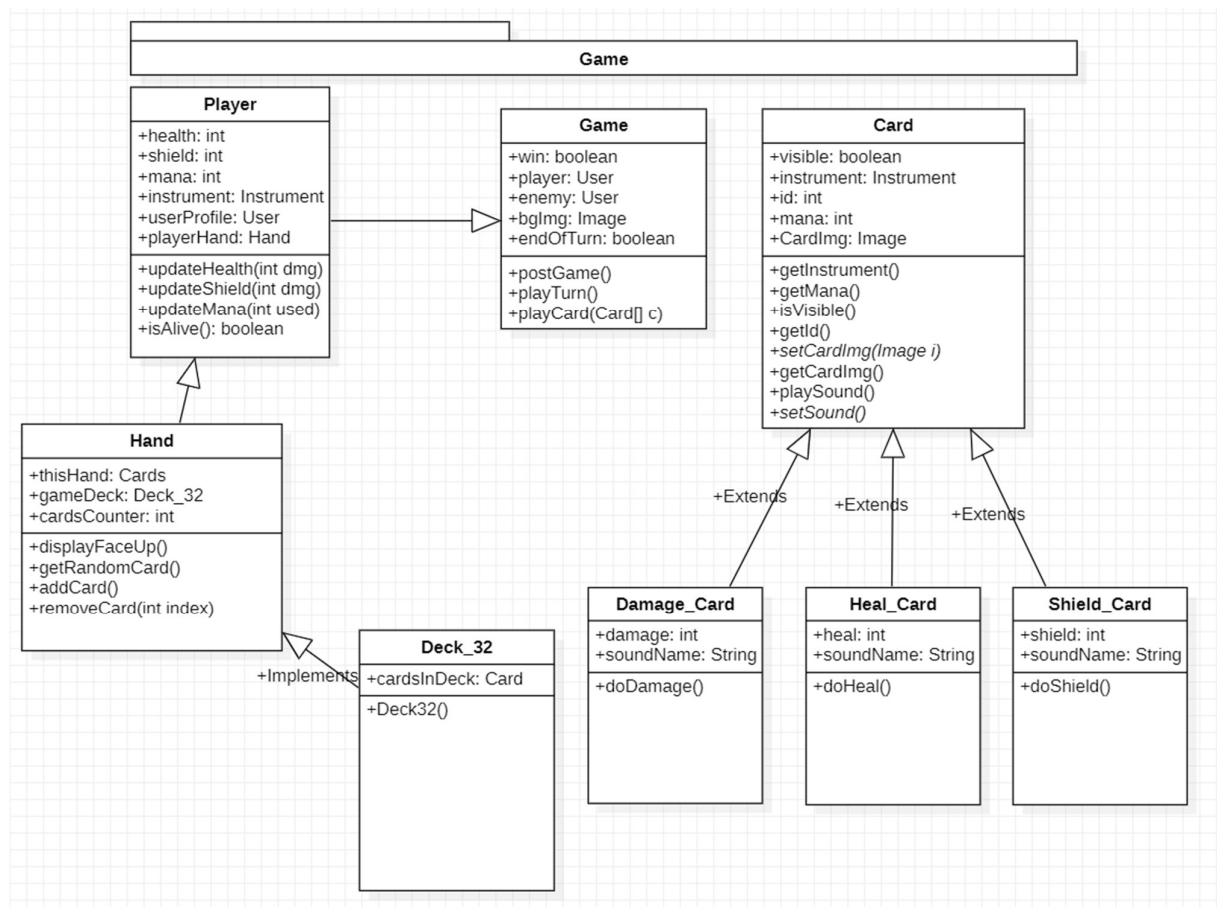 Game
Player
+health: int
+shield: int
+mana: int
+instrument: Instrument
+userProfile: User
+playerHand: Hand
+updateHealth(int dmg)
+updateShield(int dmg)
+updateMana(int used)
+isAlive(): boolean
Game
+win: boolean
+player: User
+enemy: User
+bgImg: Image
+endOfTurn: boolean
+postGame()
+playTurn()
+playCard(Card[] c)
Card
+visible: boolean
+instrument: Instrument
+id: int
+mana: int
+CardImg: Image
+getInstrument()
+getMana()
+isVisible()
+getId()
+setCardImg(Image i)
+getCardImg()
+playSound()
+setSound()
Hand
+thisHand: Cards
+gameDeck: Deck_32
+cardsCounter: int
+displayFaceUp()
+getRandomCard()
+addCard()
+removeCard(int index)
+Implements
Deck_32
+cardsInDeck: Card
+Deck32()
+Extends
+Extends
+Extends
Damage_Card
+damage: int
+soundName: String
+doDamage()
Heal_Card
+heal: int
+soundName: String
+doHeal()
Shield_Card
+shield: int
+soundName: String
+doShield()